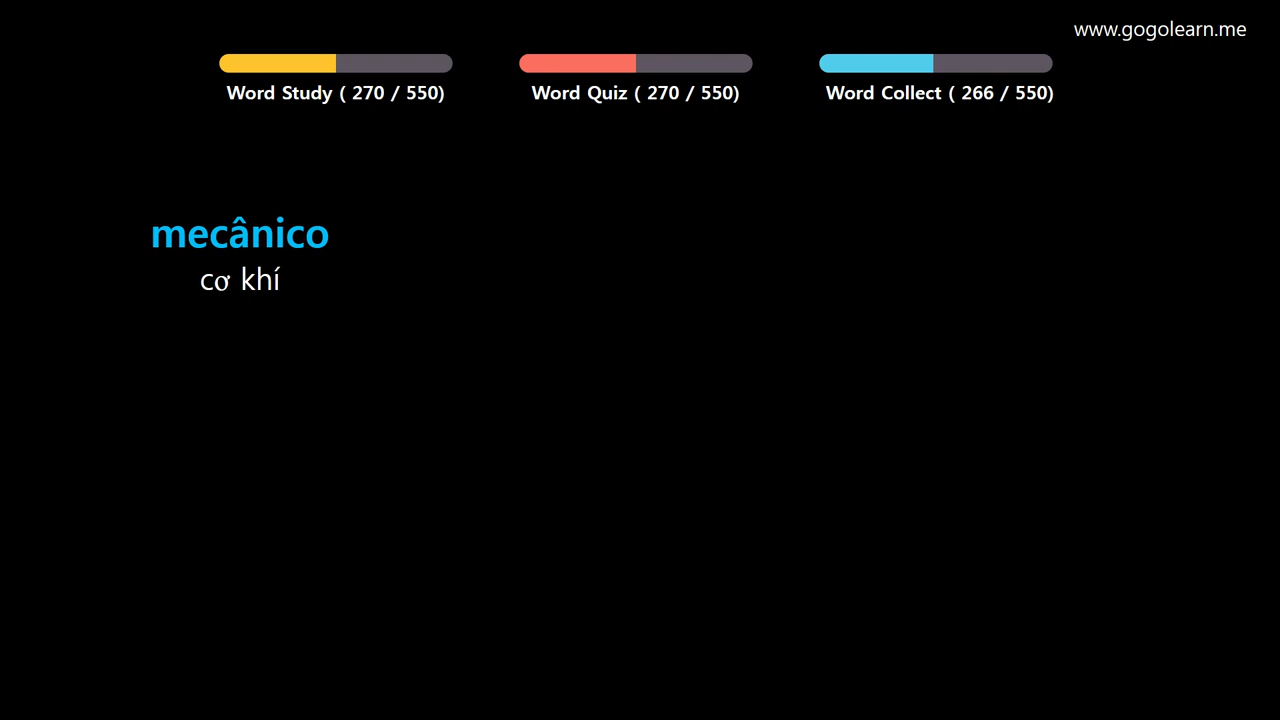 www.gogolearn.me
Word Study ( 270 / 550)
Word Quiz ( 270 / 550)
Word Collect ( 266 / 550)
mecânico
cơ khí